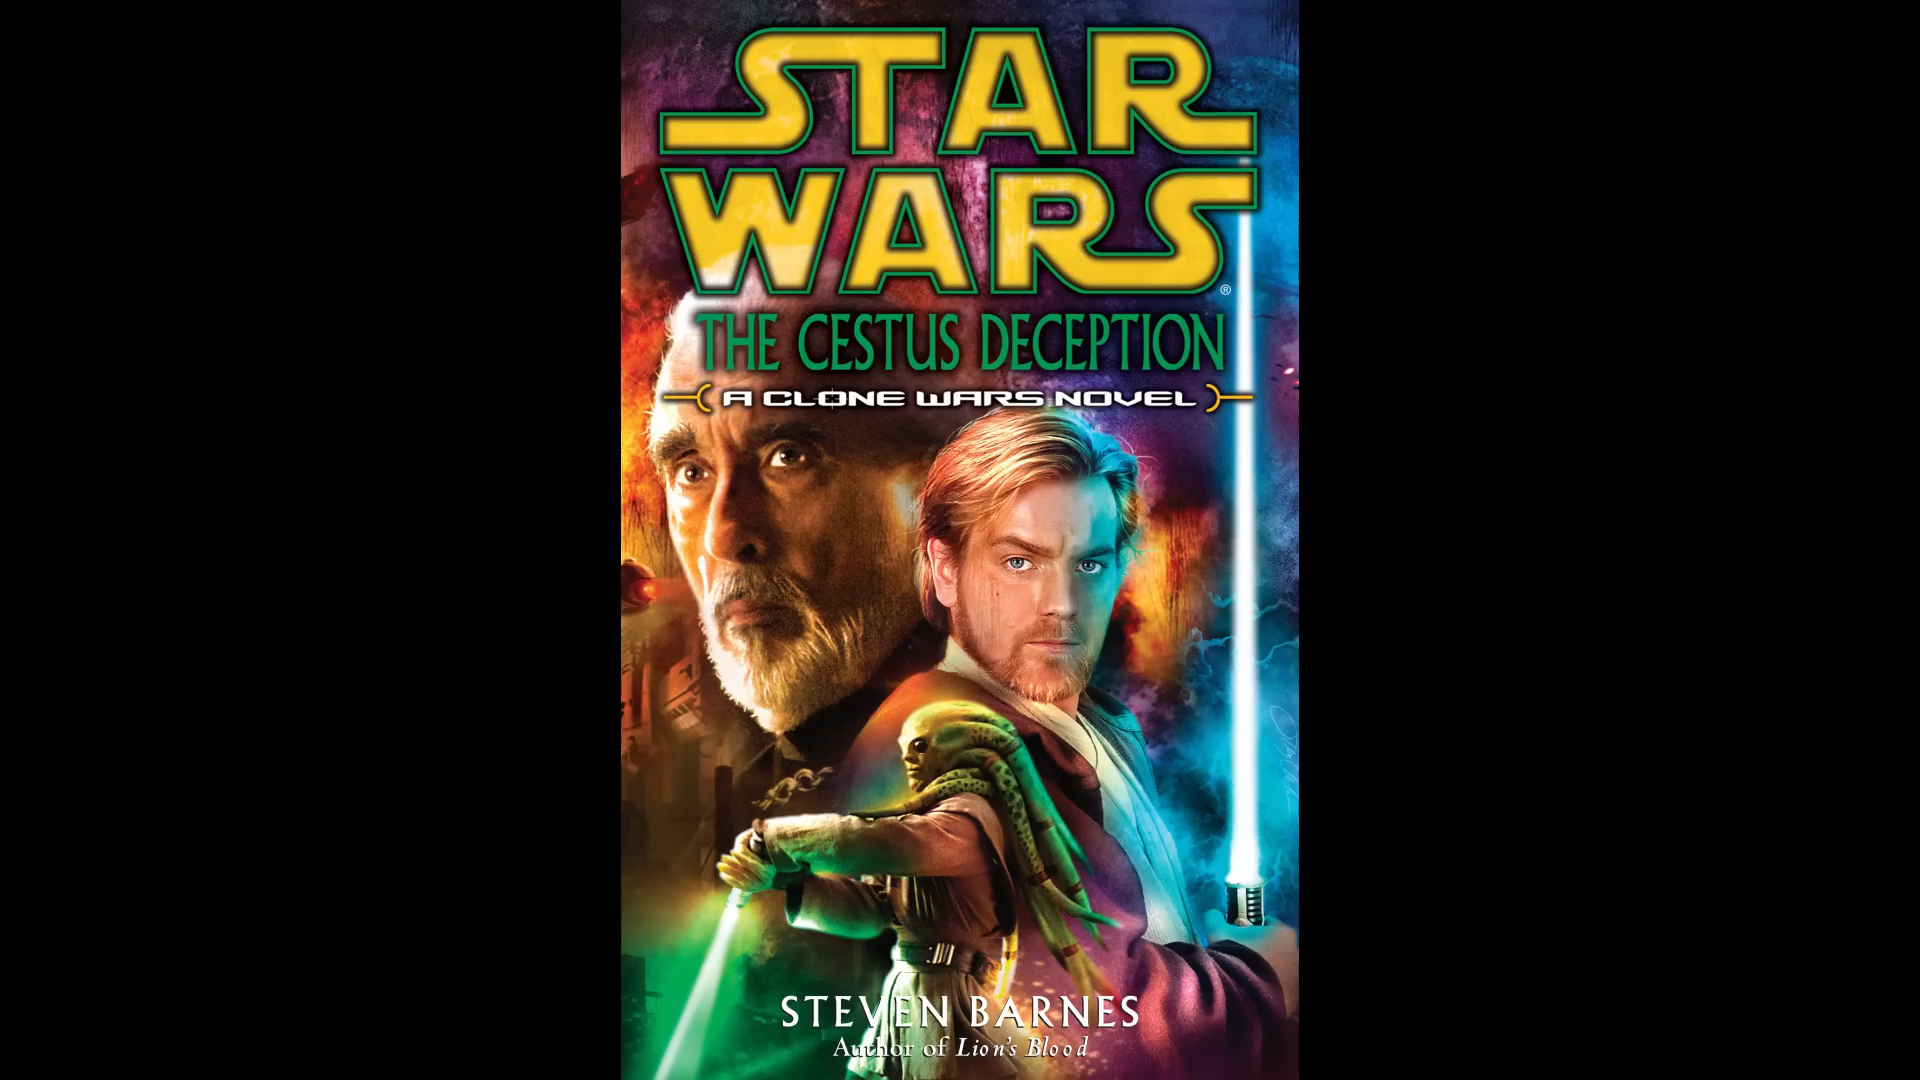 STAR
WARS®
THE CESTUS DECEPTION
A CLONE WARS NOVEL
STEVEN BARNES
Author of Lion's Blood